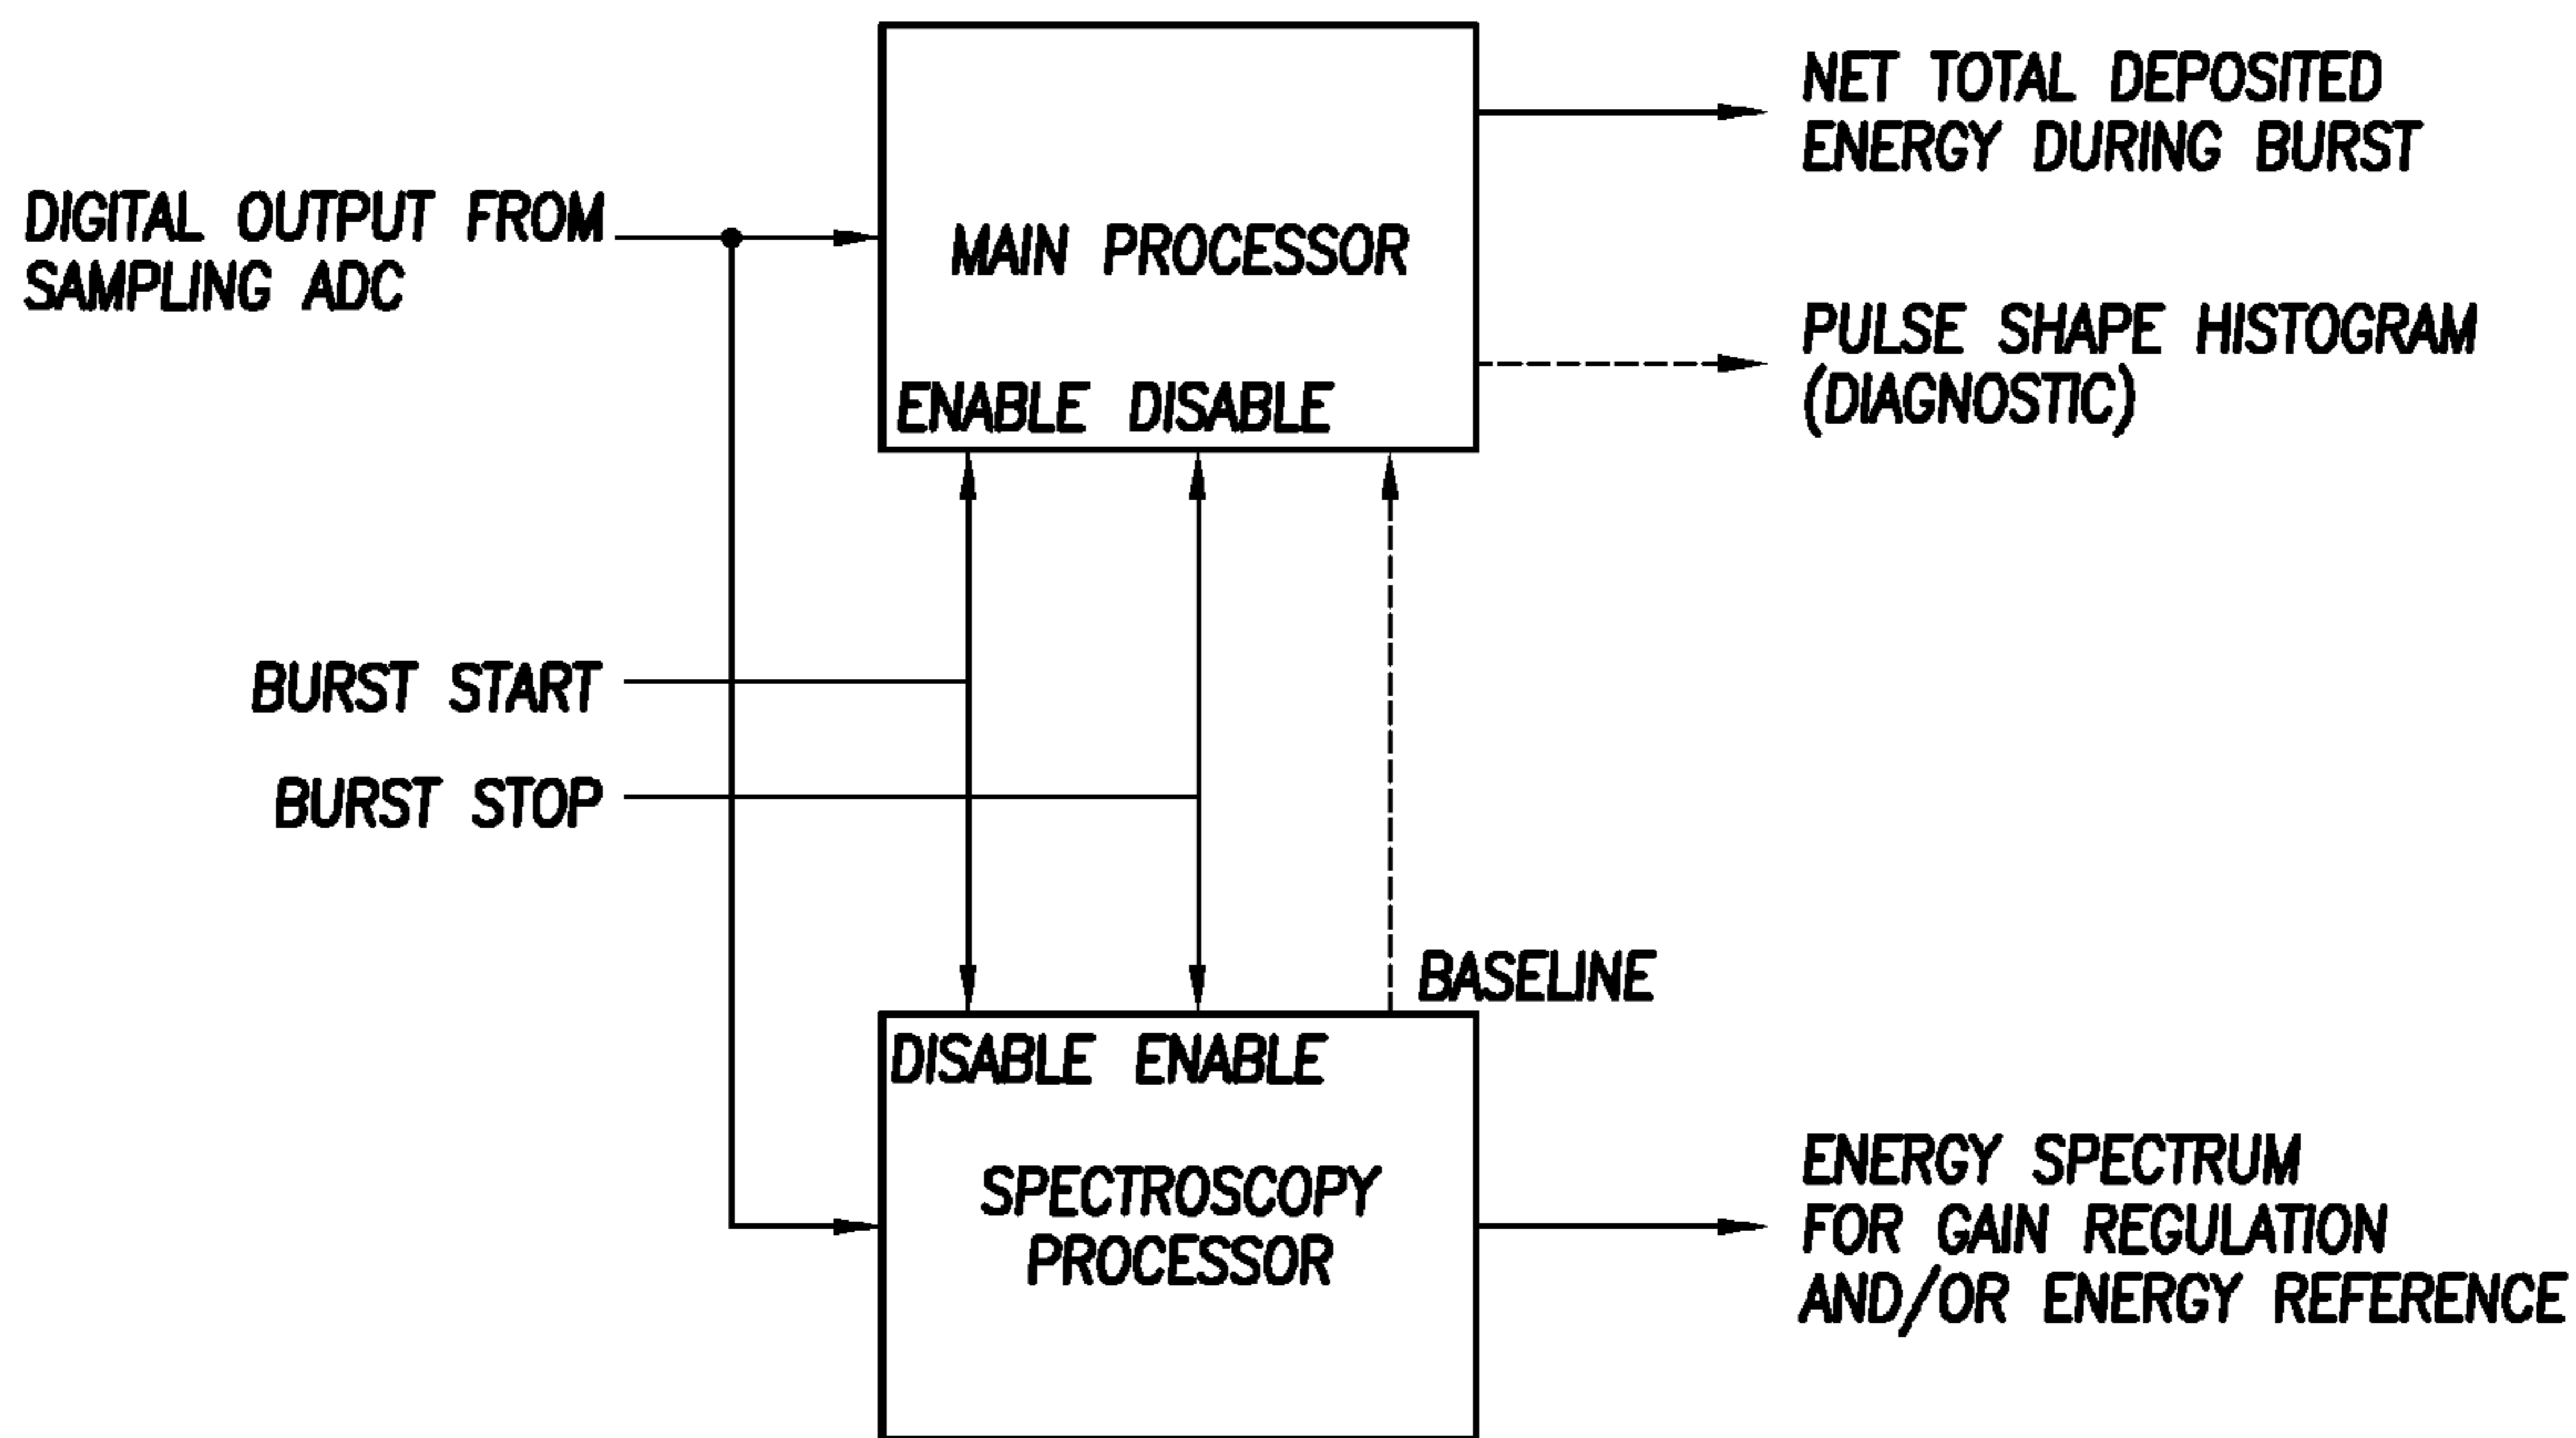 NET TOTAL DEPOSITED
ENERGY DURING BURST
DIGITAL OUTPUT FROM
SAMPLING ADC
MAIN PROCESSOR
PULSE SHAPE HISTOGRAM
(DIAGNOSTIC)
ENABLE DISABLE
BURST START
BURST STOP
BASELINE
DISABLE ENABLE
SPECTROSCOPY
PROCESSOR
ENERGY SPECTRUM
FOR GAIN REGULATION
AND/OR ENERGY REFERENCE